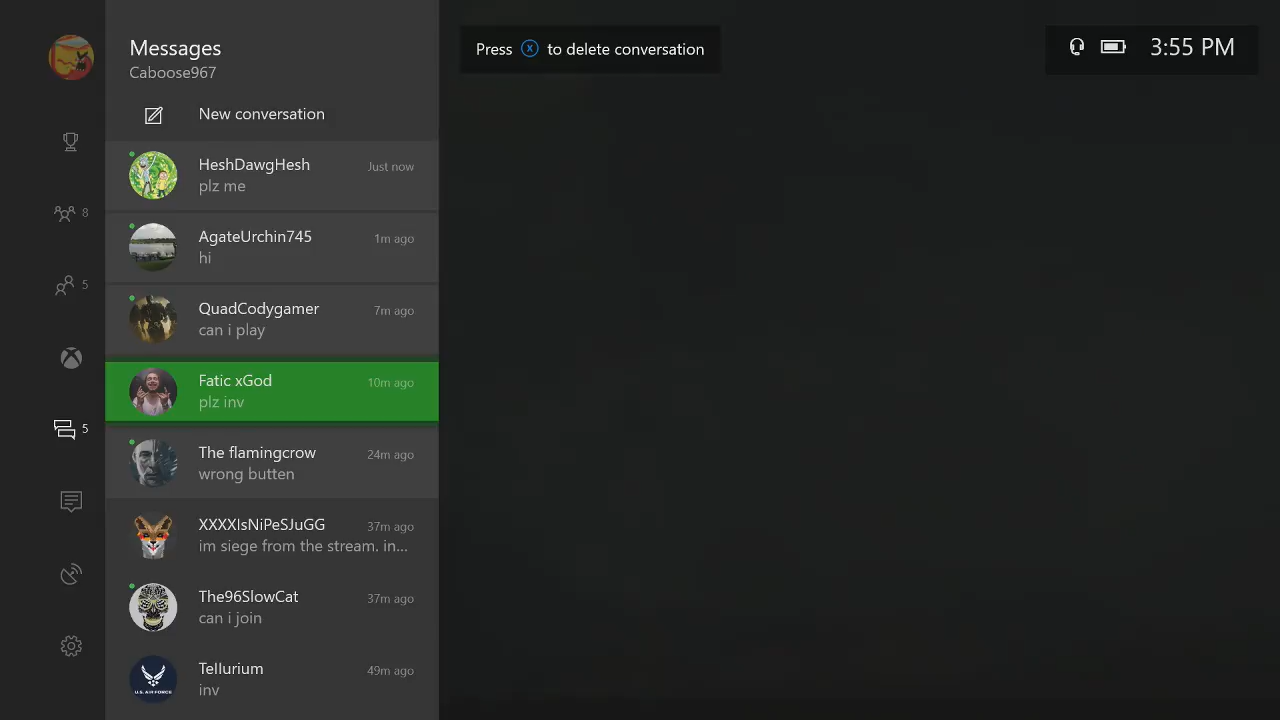 Messages
Caboose967
Press X to delete conversation
3:55 PM
New conversation
HeshDawgHesh Just now
plz me
AgateUrchin745 1m ago
hi
8
QuadCodygamer 7m ago
can i play
5
Fatic xGod 10m ago
plz inv
5
The flamingcrow 24m ago
wrong butten
XXXXIsNiPeSJuGG 37m ago
im siege from the stream. in...
The96SlowCat 37m ago
can i join
Tellurium 49m ago
inv
U.S. AIR FORCE